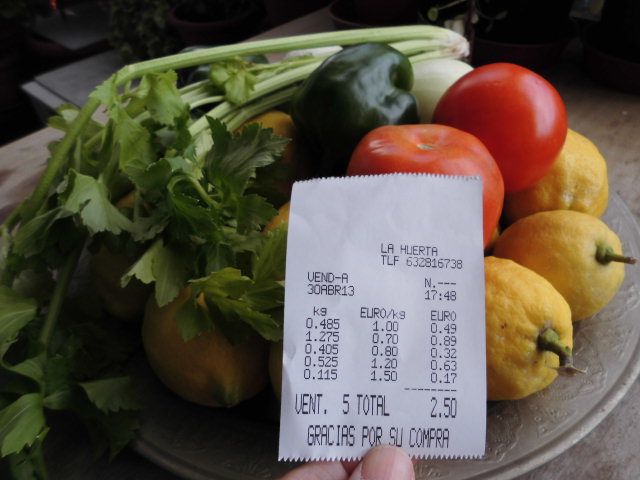 LA HUERTA
TLF 632816738
VEND-A N.---
30ABR13 17:48
kg EURO/kg EURO
0.485 1.00 0.49
1.275 0.70 0.89
0.405 0.80 0.32
0.525 1.20 0.63
0.115 1.50 0.17
--------
VENT. 5 TOTAL 2.50
GRACIAS POR SU COMPRA